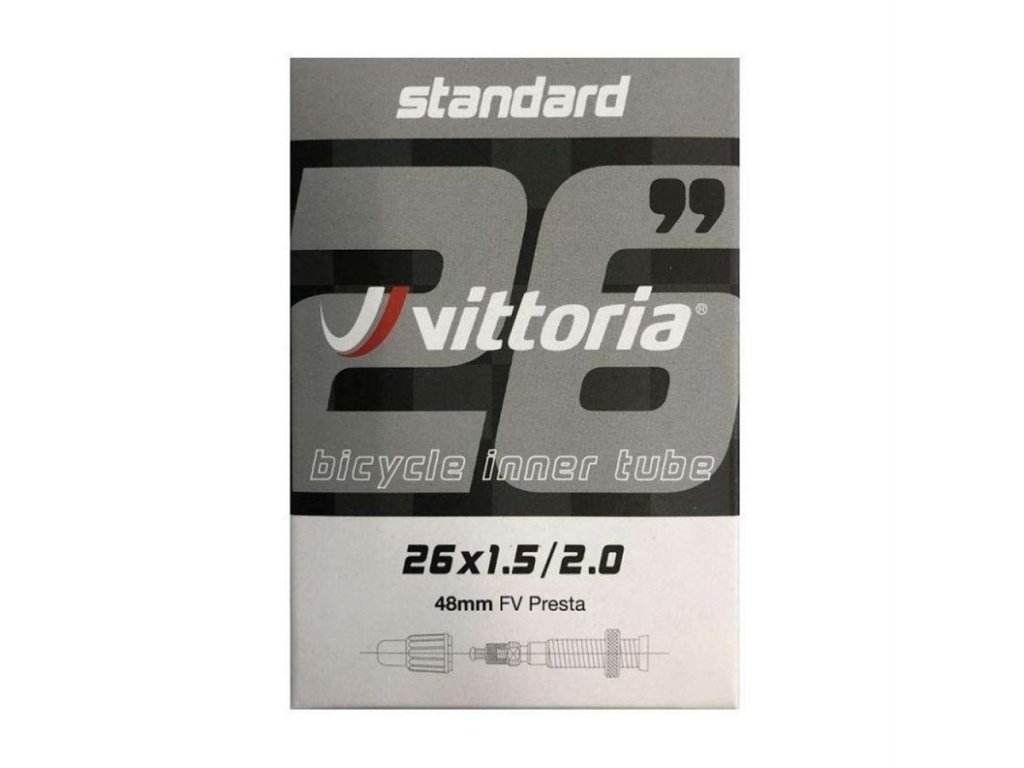 standard
26”
vittoria®
bicycle inner tube
26x1.5/2.0
48mm FV Presta